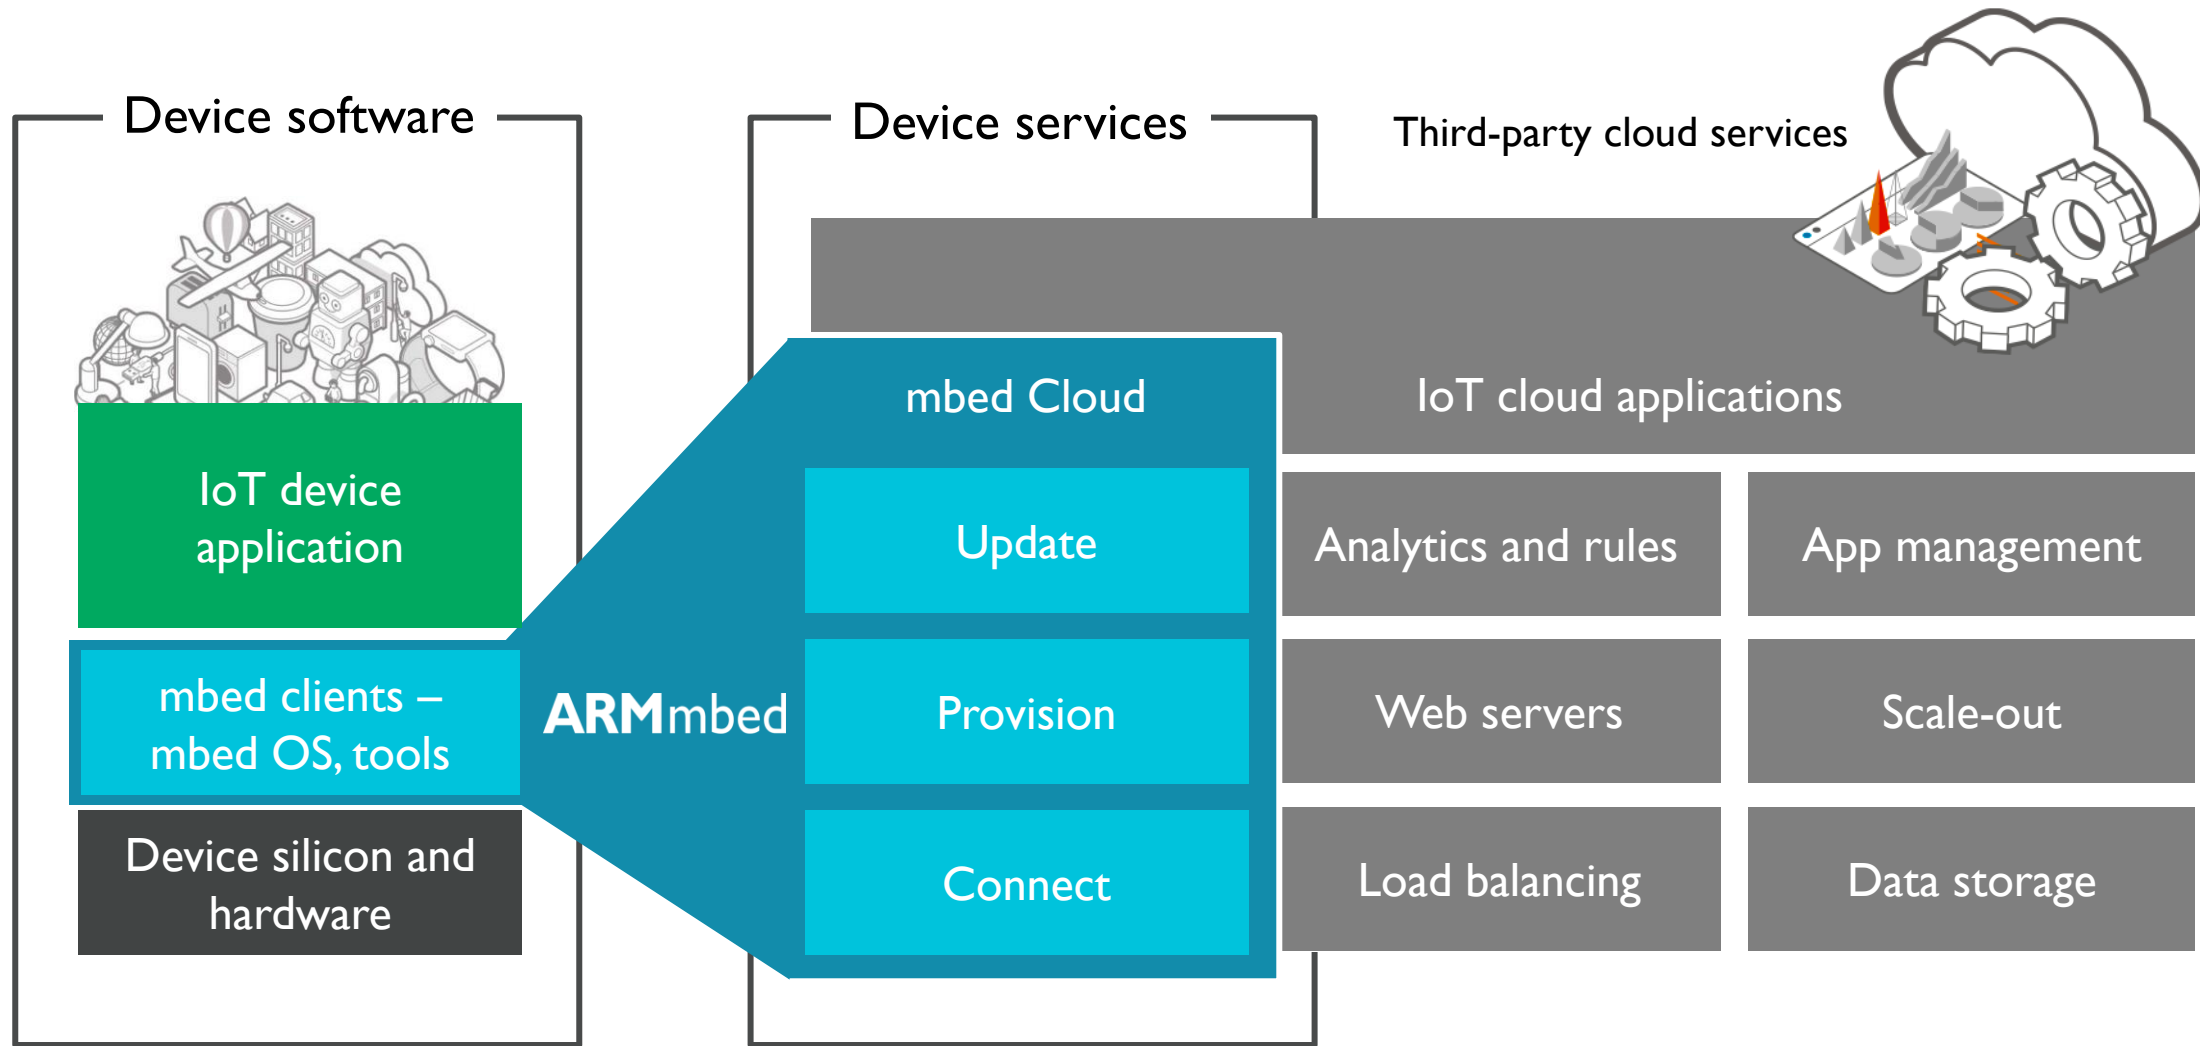 Device software
Device services
Third-party cloud services
IoT device
application
mbed clients –
mbed OS, tools
Device silicon and
hardware
ARMmbed
mbed Cloud
Update
Provision
Connect
IoT cloud applications
Analytics and rules
App management
Web servers
Scale-out
Load balancing
Data storage